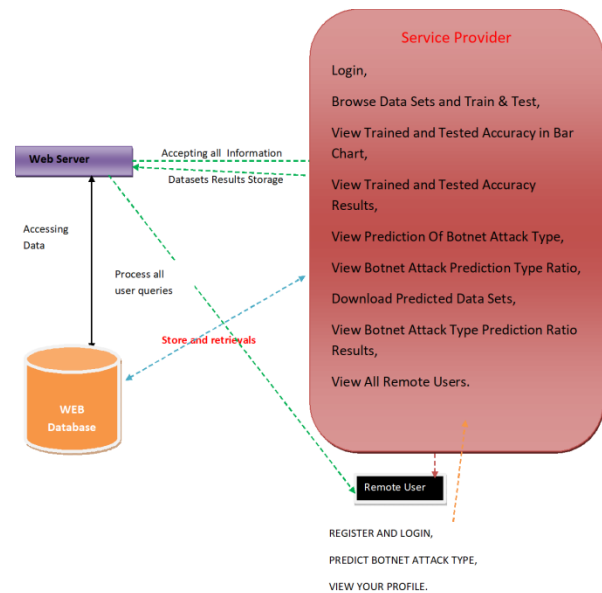 Service Provider
Login,
Browse Data Sets and Train & Test,
View Trained and Tested Accuracy in Bar
Chart,
View Trained and Tested Accuracy
Results,
View Prediction Of Botnet Attack Type,
View Botnet Attack Prediction Type Ratio,
Download Predicted Data Sets,
View Botnet Attack Type Prediction Ratio
Results,
View All Remote Users.
Web Server
Accepting all Information
Datasets Results Storage
Accessing
Data
Process all
user queries
Store and retrievals
WEB
Database
Remote User
REGISTER AND LOGIN,
PREDICT BOTNET ATTACK TYPE,
VIEW YOUR PROFILE.